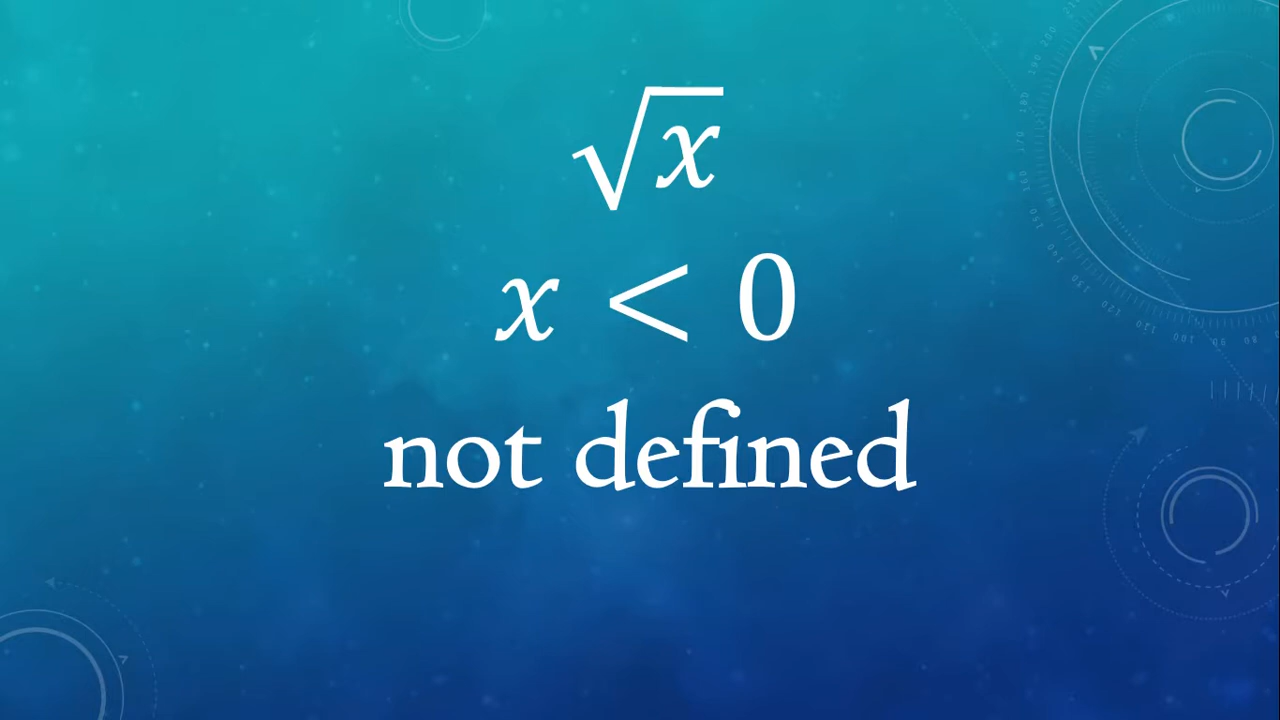 √x
x < 0
not defined